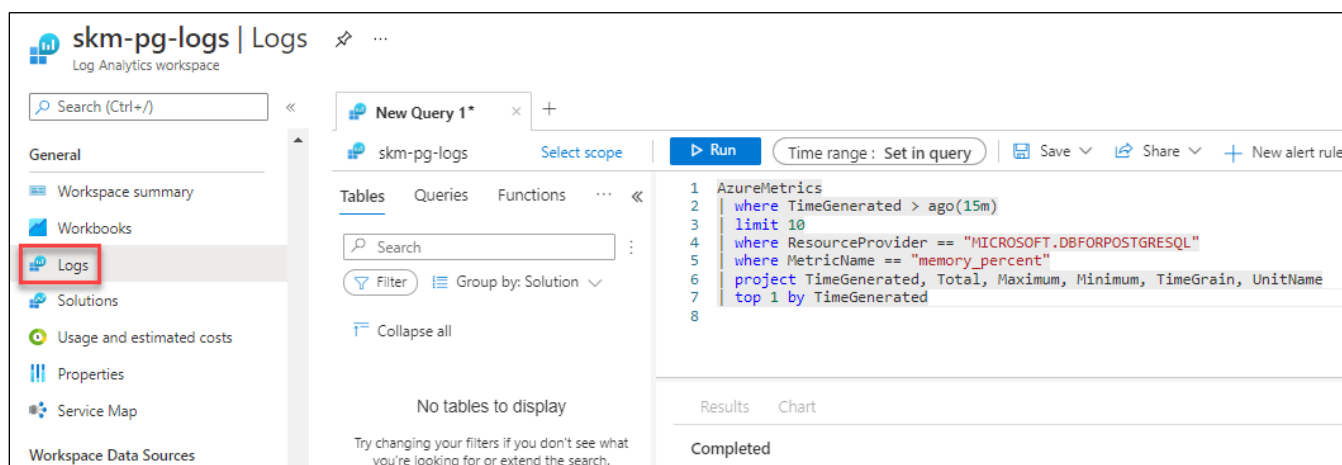 skm-pg-logs | Logs ...
Log Analytics workspace
Search (Ctrl+/)
«
General
Workspace summary
Workbooks
Logs
Solutions
Usage and estimated costs
Properties
Service Map
Workspace Data Sources
New Query 1*
× +
skm-pg-logs
Select scope
Run
Time range : Set in query
Save
Share
New alert rule
Tables
Queries
Functions
... «
Search
Filter
Group by: Solution
Collapse all
No tables to display
Try changing your filters if you don't see what
you're looking for or extend the search.
1 AzureMetrics
2 | where TimeGenerated > ago(15m)
3 | limit 10
4 | where ResourceProvider == "MICROSOFT.DBFORPOSTGRESQL"
5 | where MetricName == "memory_percent"
6 | project TimeGenerated, Total, Maximum, Minimum, TimeGrain, UnitName
7 | top 1 by TimeGenerated
8
Results
Chart
Completed